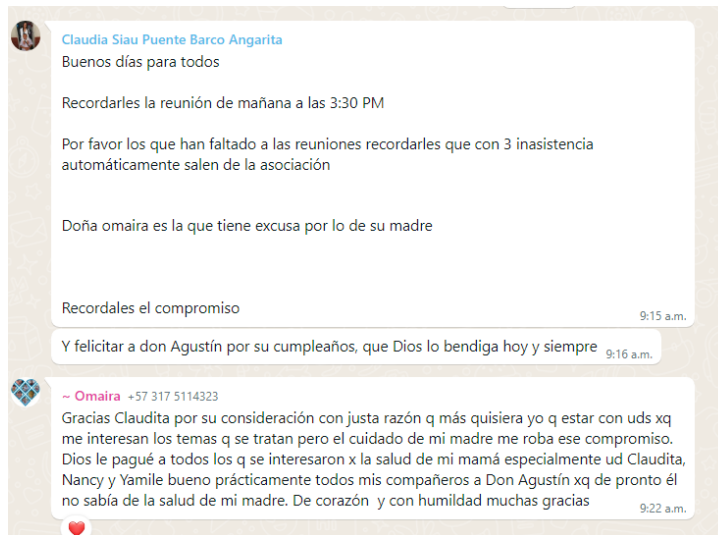 Claudia Siau Puente Barco Angarita
Buenos días para todos
Recordarles la reunión de mañana a las 3:30 PM
Por favor los que han faltado a las reuniones recordarles que con 3 inasistencia
automáticamente salen de la asociación
Doña omaira es la que tiene excusa por lo de su madre
Recordales el compromiso
9:15 a.m.
Y felicitar a don Agustín por su cumpleaños, que Dios lo bendiga hoy y siempre 9:16 a.m.
~ Omaira +57 317 5114323
Gracias Claudita por su consideración con justa razón q más quisiera yo q estar con uds xq
me interesan los temas q se tratan pero el cuidado de mi madre me roba ese compromiso.
Dios le pagué a todos los q se interesaron x la salud de mi mamá especialmente ud Claudita,
Nancy y Yamile bueno prácticamente todos mis compañeros a Don Agustín xq de pronto él
no sabía de la salud de mi madre. De corazón y con humildad muchas gracias
9:22 a.m.